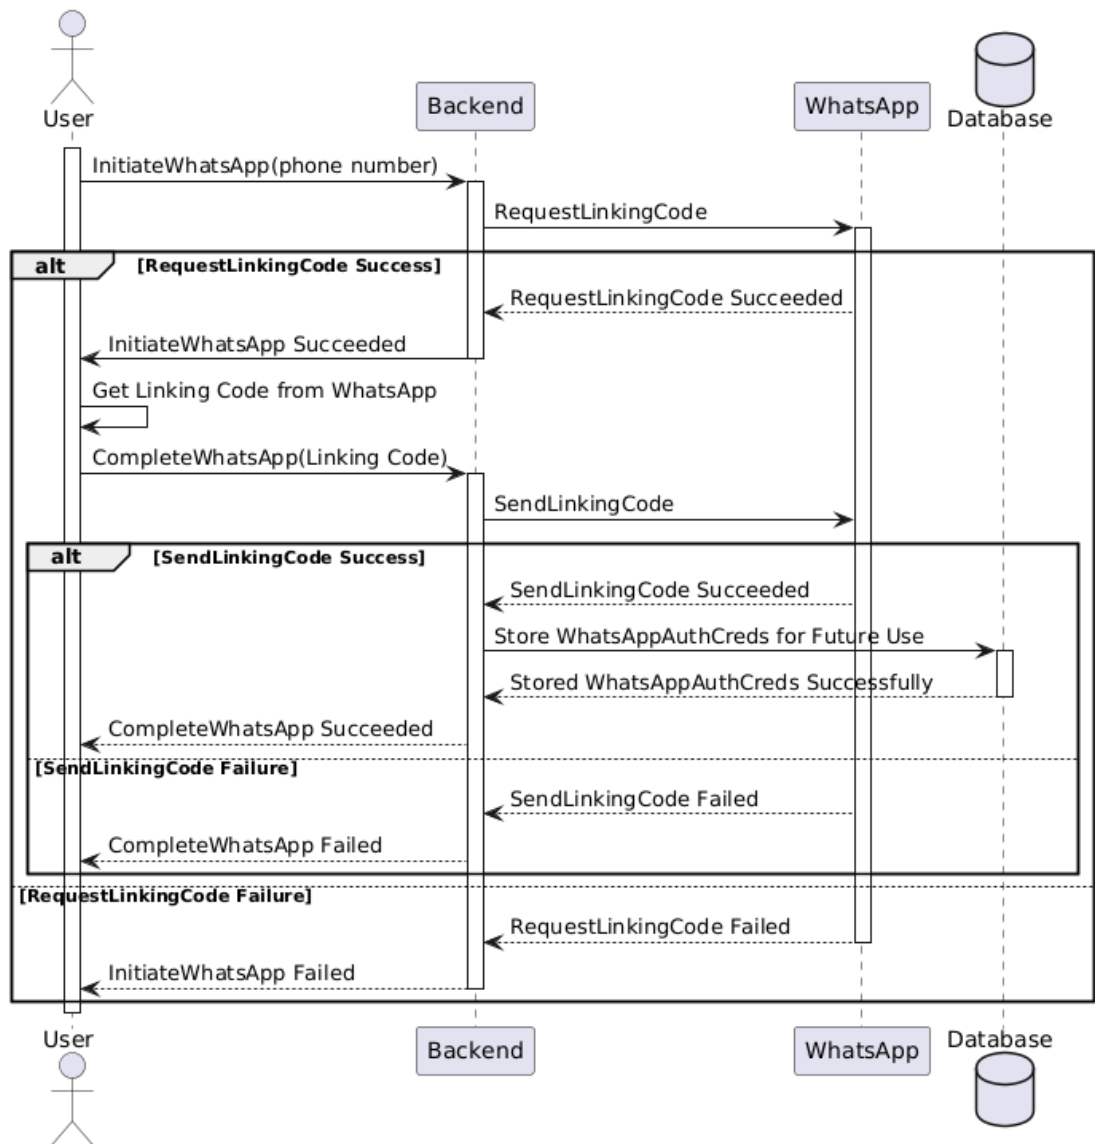 User
Backend
WhatsApp
Database
InitiateWhatsApp(phone number)
RequestLinkingCode
alt [RequestLinkingCode Success]
RequestLinkingCode Succeeded
InitiateWhatsApp Succeeded
Get Linking Code from WhatsApp
CompleteWhatsApp(Linking Code)
SendLinkingCode
alt [SendLinkingCode Success]
SendLinkingCode Succeeded
Store WhatsAppAuthCreds for Future Use
Stored WhatsAppAuthCreds Successfully
CompleteWhatsApp Succeeded
[SendLinkingCode Failure]
SendLinkingCode Failed
CompleteWhatsApp Failed
[RequestLinkingCode Failure]
RequestLinkingCode Failed
InitiateWhatsApp Failed
User
Backend
WhatsApp
Database